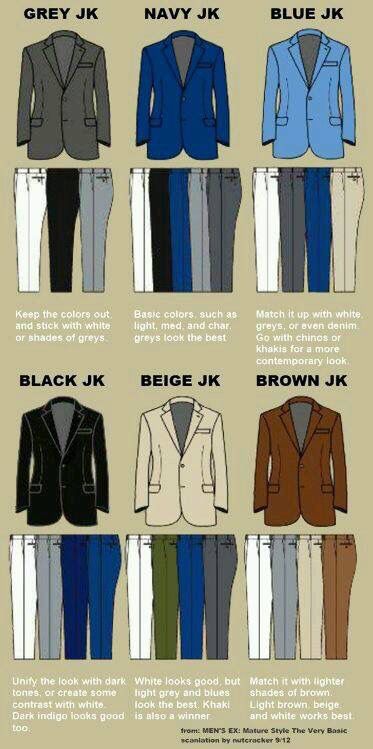 GREY JK
NAVY JK
BLUE JK
Keep the colors out
and stick with white
or shades of greys.
Basic colors, such as
light, med, and char.
greys look the best
Match it up with white,
greys, or even denim.
Go with chinos or
khakis for a more
contemporary look.
BLACK JK
BEIGE JK
BROWN JK
Unify the look with dark
tones, or create some
contrast with white.
Dark indigo looks good
too.
White looks good, but
light grey and blues
look the best. Khaki
is also a winner.
Match it with lighter
shades of brown.
Light brown, beige,
and white works best.
from: MEN'S EX: Mature Style The Very Basic
scanlation by nutcracker 9/12